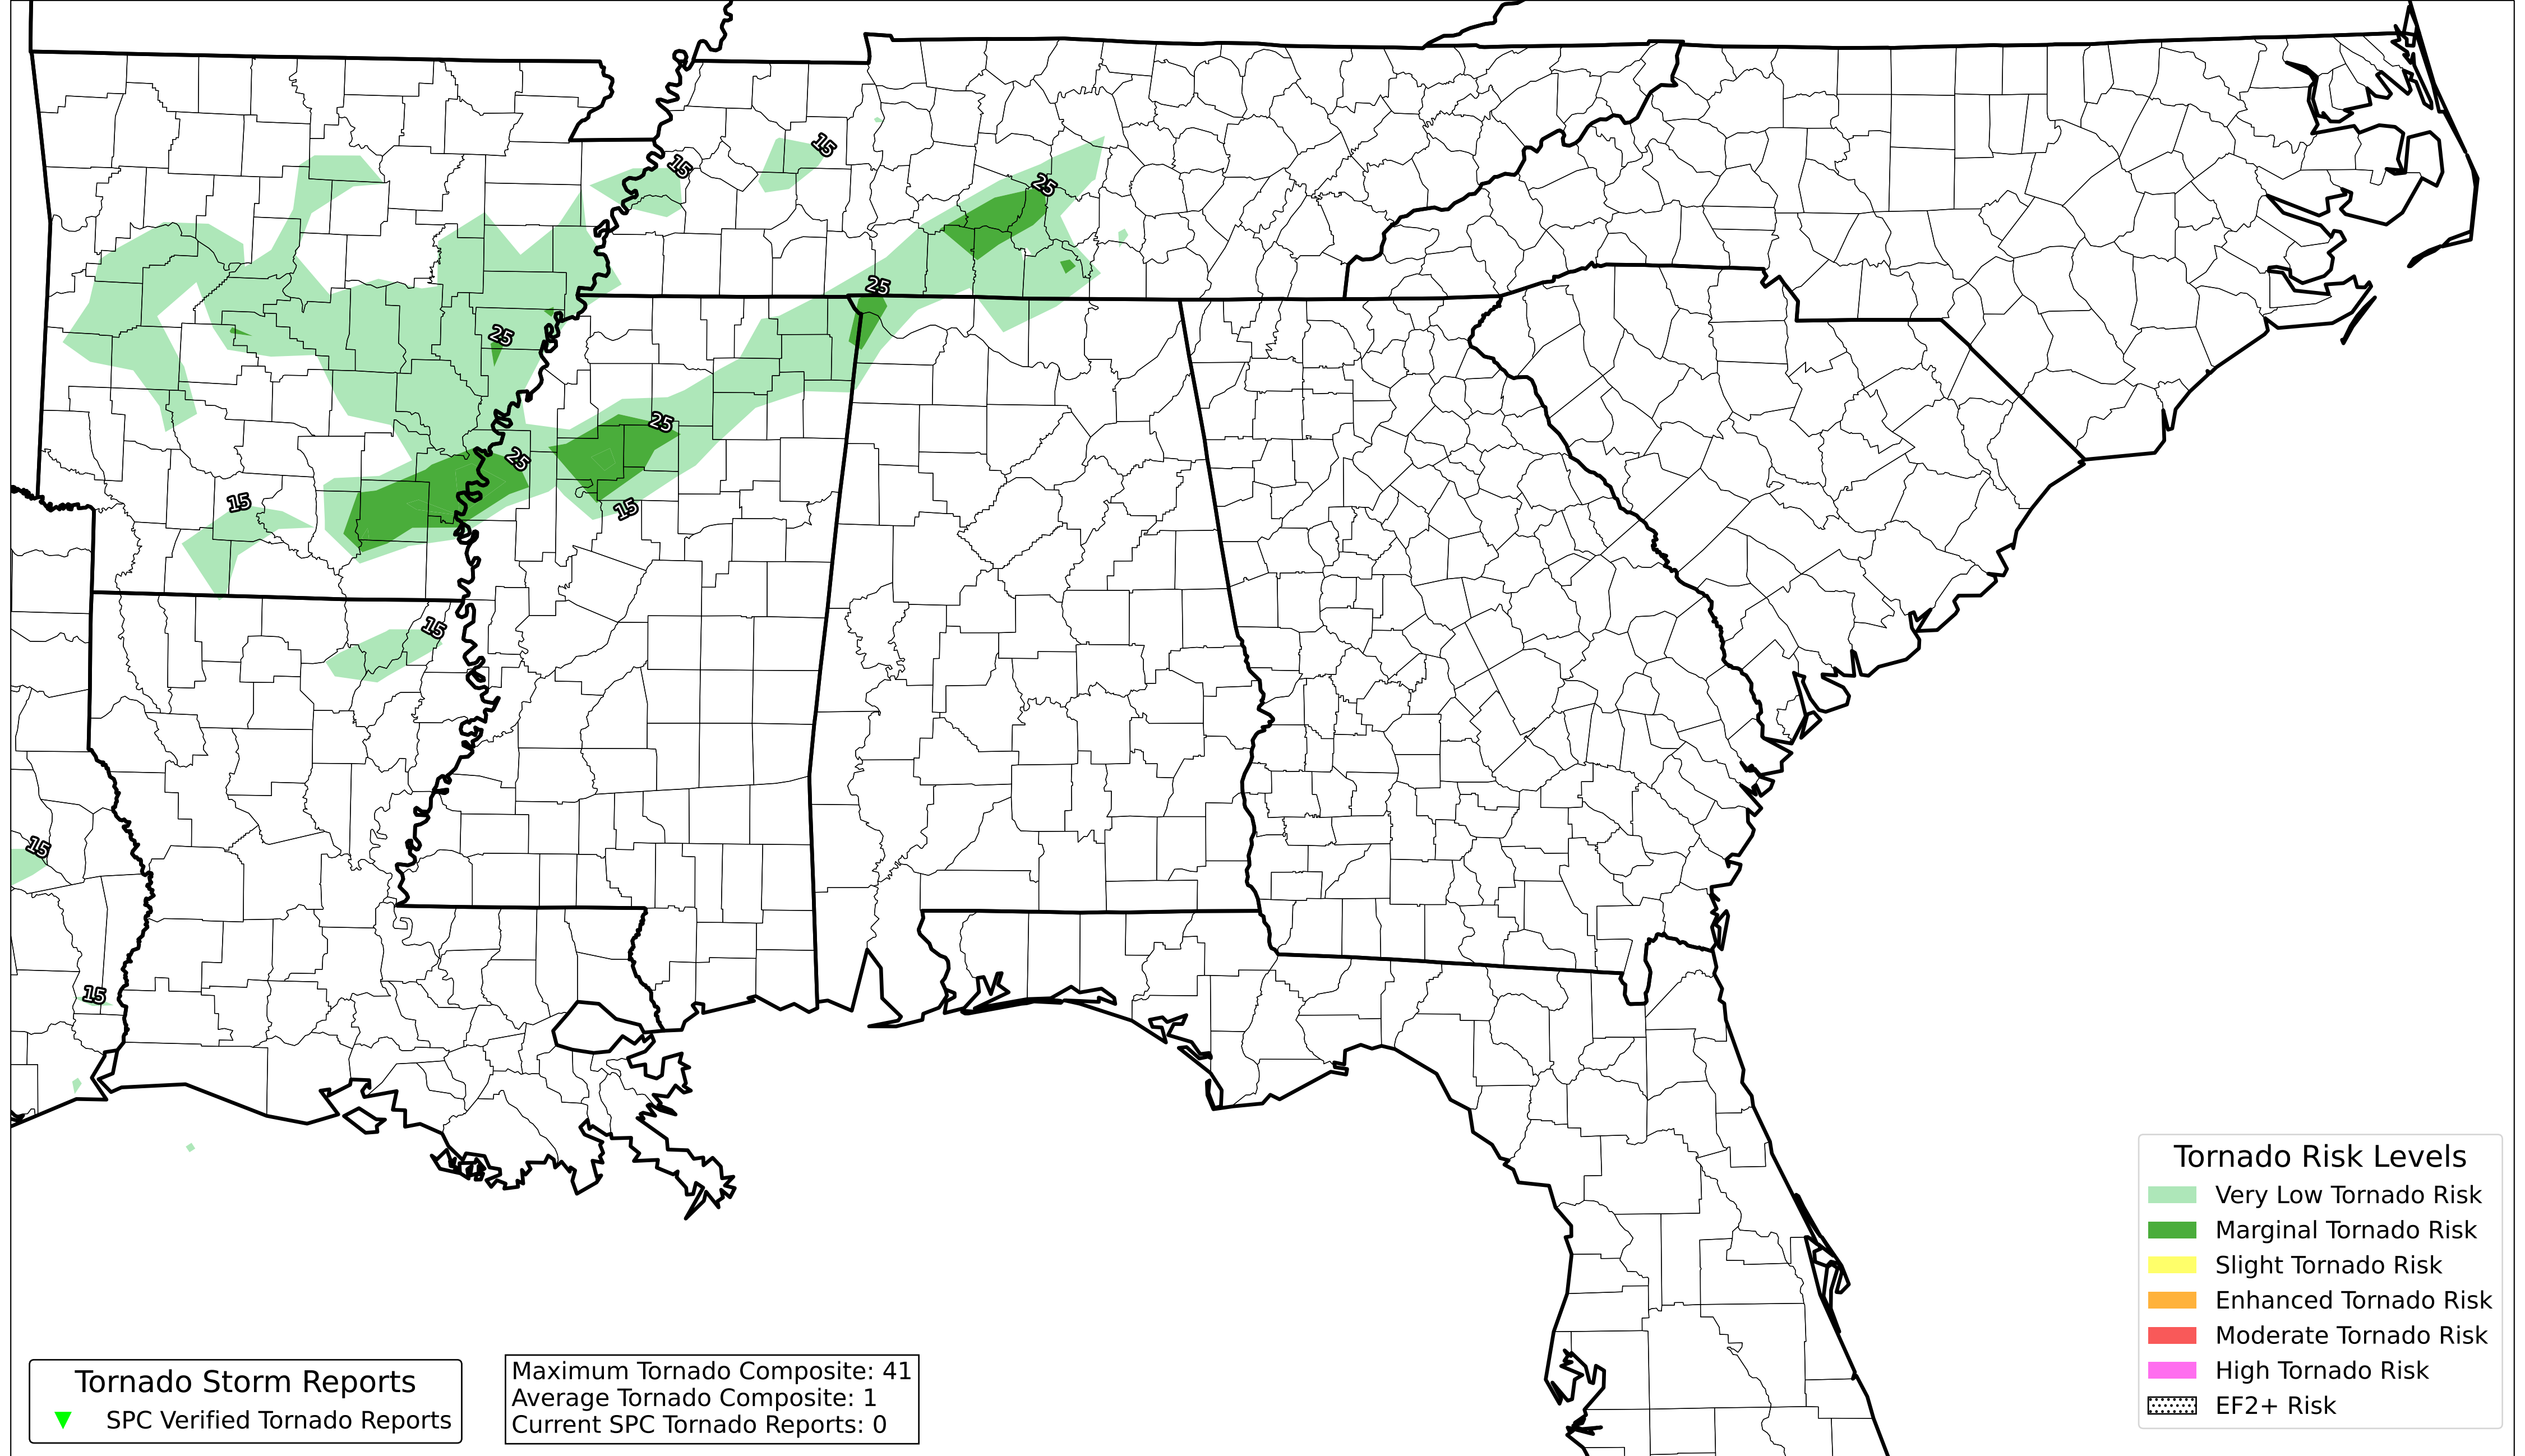 15
15
25
25
25
25
25
15
15
15
15
15
Tornado Risk Levels
Very Low Tornado Risk
Marginal Tornado Risk
Slight Tornado Risk
Enhanced Tornado Risk
Moderate Tornado Risk
High Tornado Risk
EF2+ Risk
Tornado Storm Reports
SPC Verified Tornado Reports
Maximum Tornado Composite: 41
Average Tornado Composite: 1
Current SPC Tornado Reports: 0